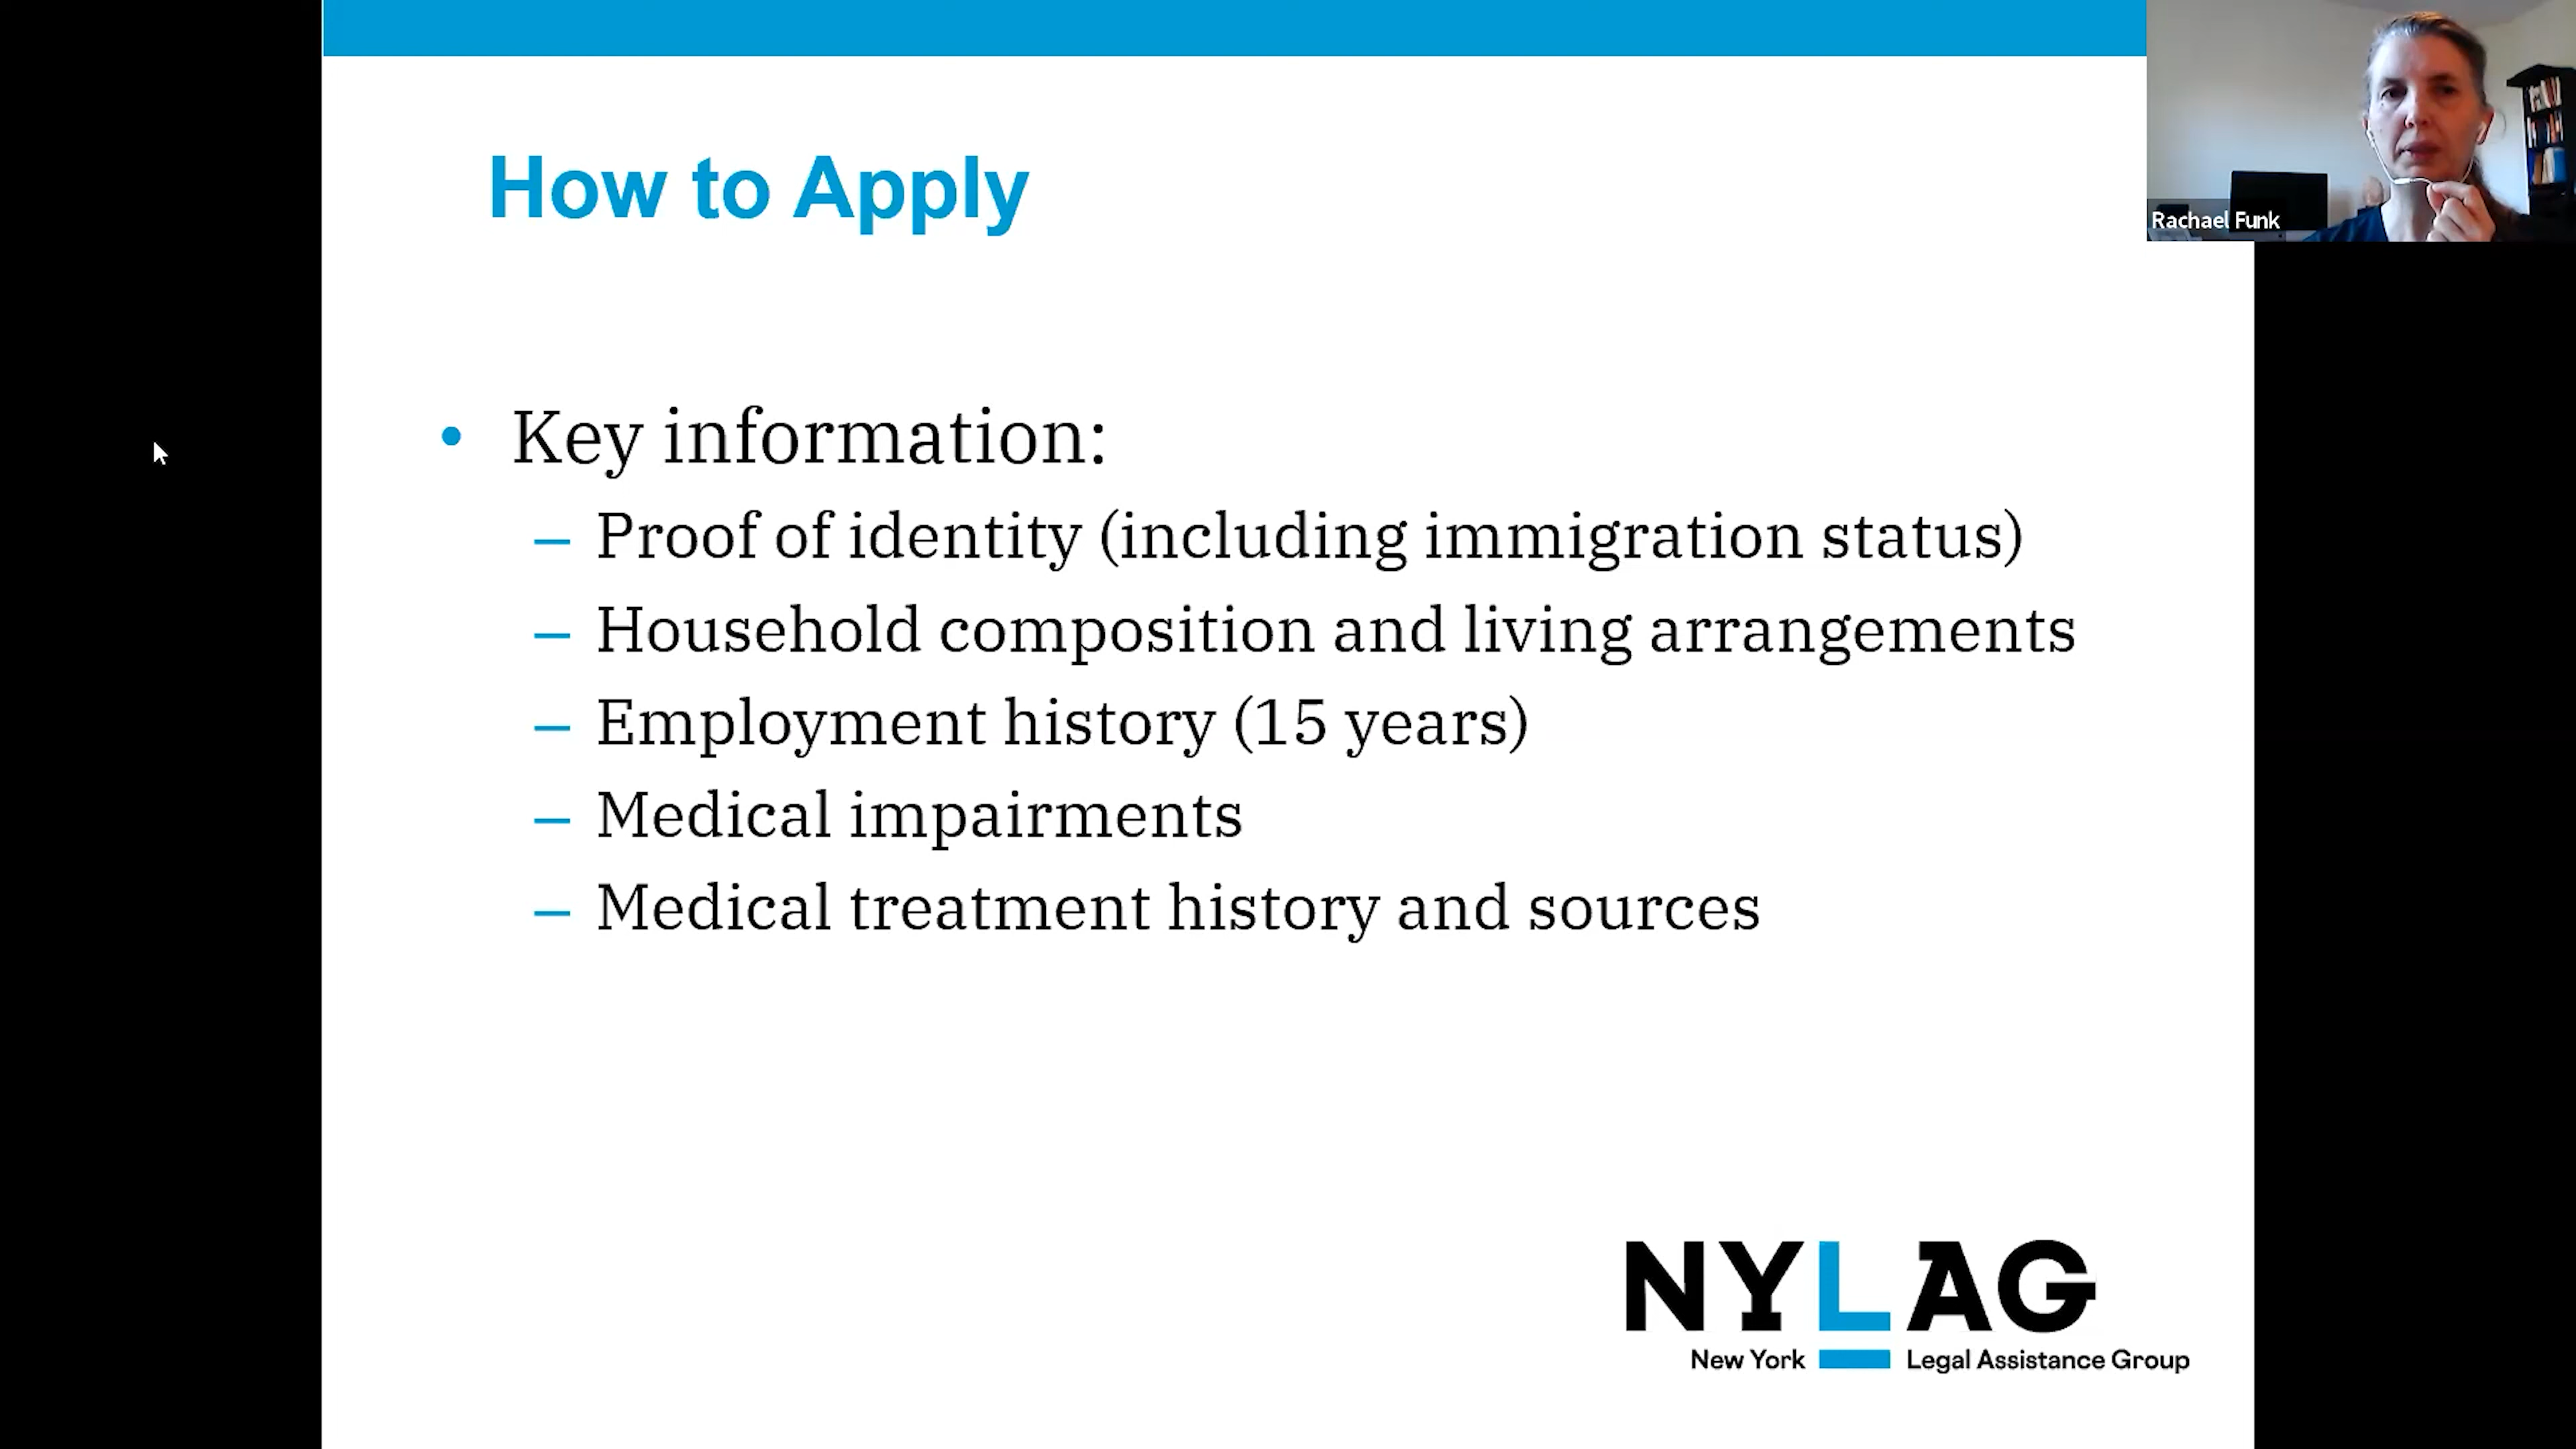 How to Apply
Rachael Funk
• Key information:
– Proof of identity (including immigration status)
– Household composition and living arrangements
– Employment history (15 years)
– Medical impairments
– Medical treatment history and sources
NYLAG
New York Legal Assistance Group